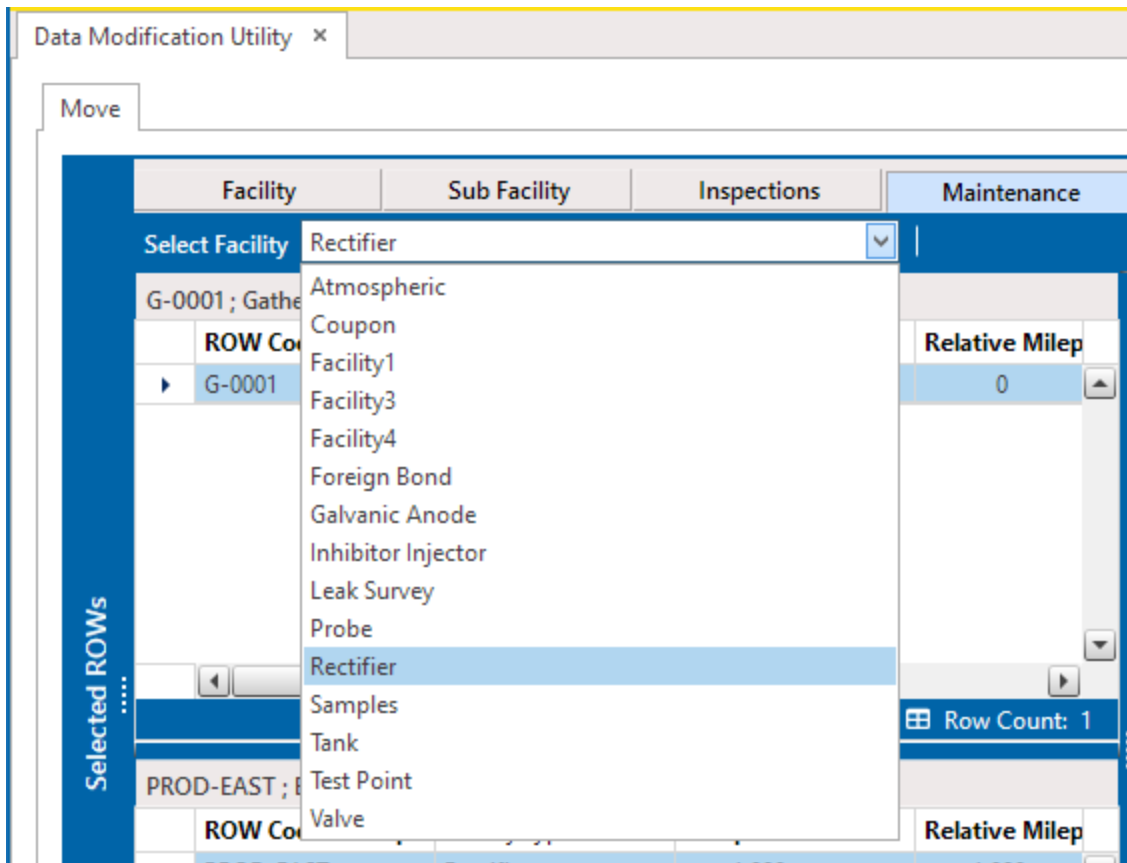 Data Modification Utility ×
Move
Facility Sub Facility Inspections Maintenance
Select Facility Rectifier
Atmospheric
G-0001 ; Gathe
Coupon
ROW Co Relative Milep
Facility1
G-0001 0
Facility3
Facility4
Foreign Bond
Galvanic Anode
Inhibitor Injector
Leak Survey
Probe
Rectifier
Samples
Row Count: 1
Tank
Selected ROWs
PROD-EAST ;
Test Point
Valve
ROW Co Relative Milep